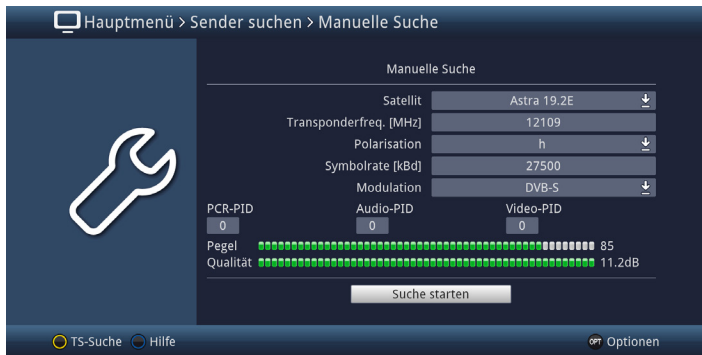 Hauptmenü > Sender suchen > Manuelle Suche
Manuelle Suche
Satellit Astra 19.2E
Transponderfreq. [MHz] 12109
Polarisation h
Symbolrate [kBd] 27500
Modulation DVB-S
PCR-PID Audio-PID Video-PID
0 0 0
Pegel 85
Qualität 11.2dB
Suche starten
TS-Suche Hilfe OPT Optionen